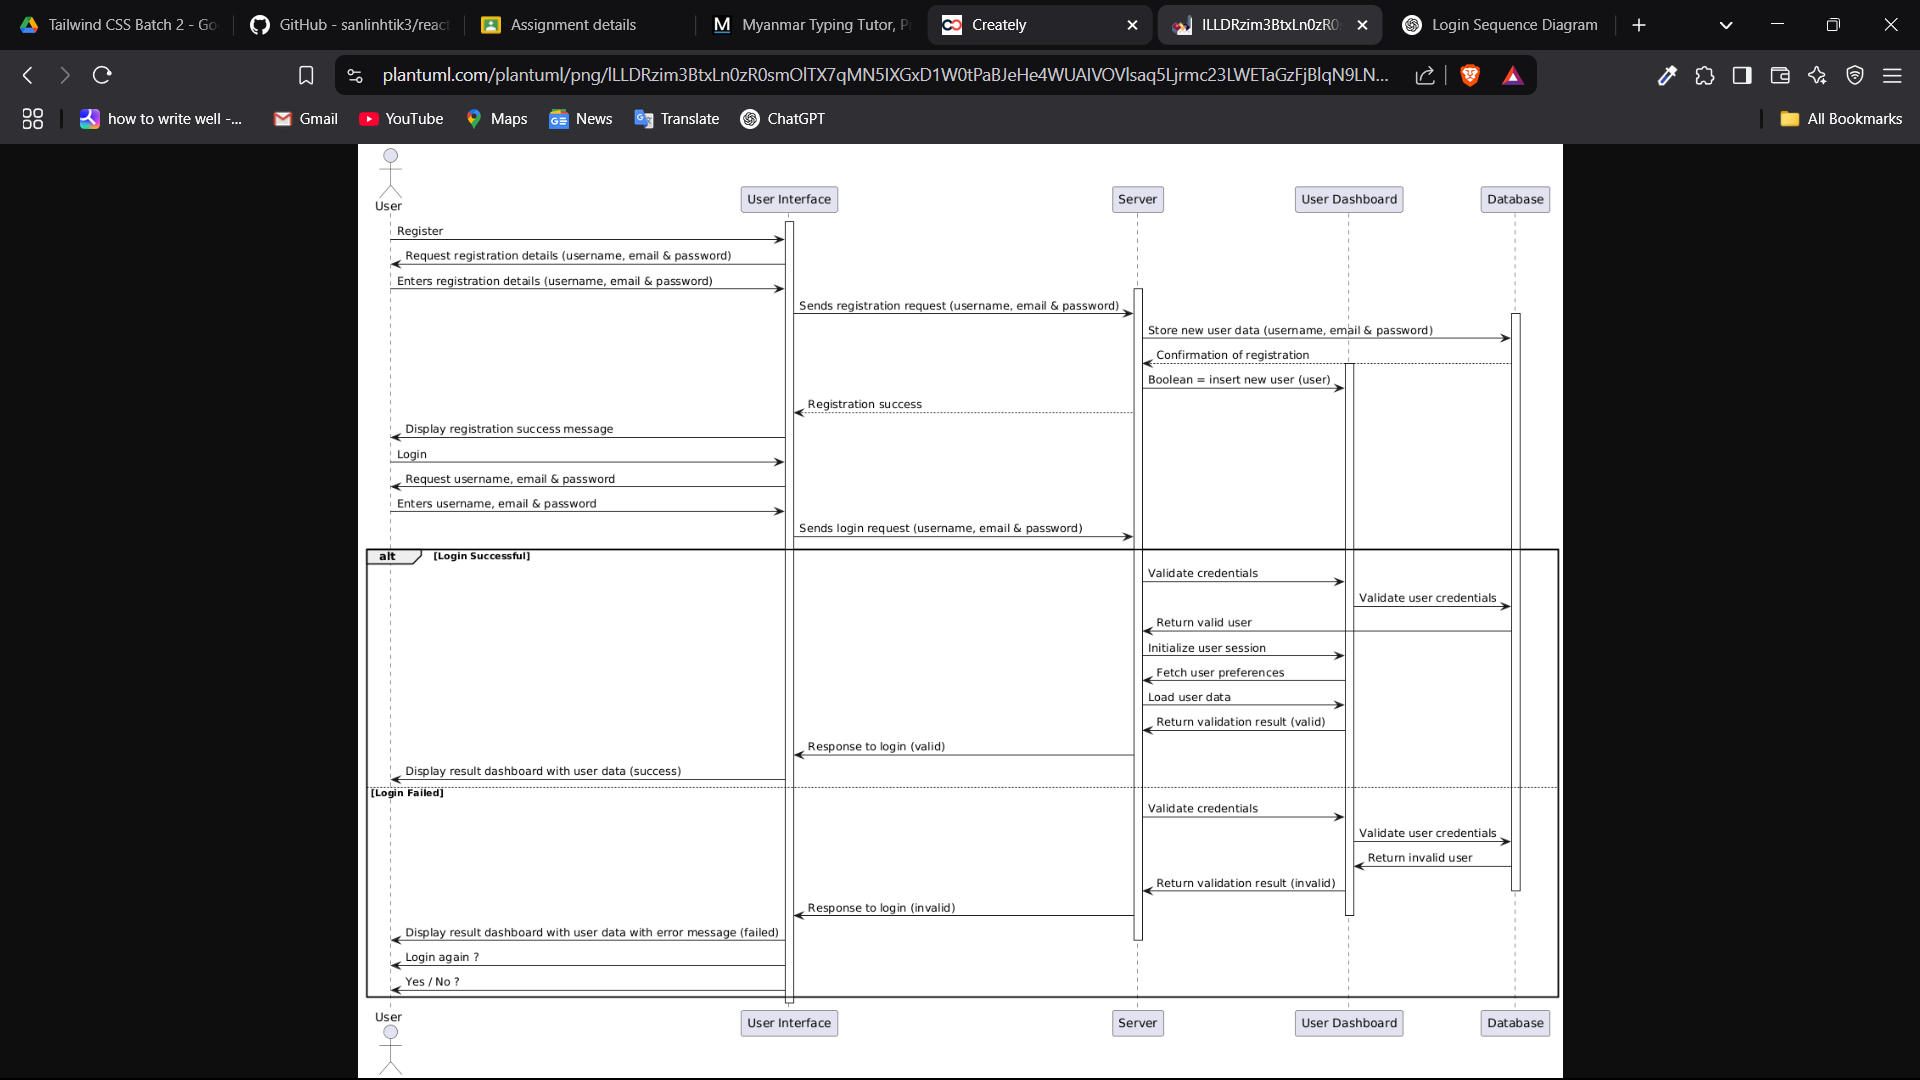 Tailwind CSS Batch 2 - Go
GitHub - sanlinhtik3/reac
Assignment details
Myanmar Typing Tutor, P
Creately
Login Sequence Diagram
how to write well -...
Gmail
YouTube
Maps
News
Translate
ChatGPT
All Bookmarks
User
User Interface
Server
User Dashboard
Database
Register
Request registration details (username, email & password)
Enters registration details (username, email & password)
Sends registration request (username, email & password)
Store new user data (username, email & password)
Confirmation of registration
Boolean = insert new user (user)
Registration success
Display registration success message
Login
Request username, email & password
Enters username, email & password
Sends login request (username, email & password)
alt
[Login Successful]
Validate credentials
Validate user credentials
Return valid user
Initialize user session
Fetch user preferences
Load user data
Return validation result (valid)
Response to login (valid)
Display result dashboard with user data (success)
[Login Failed]
Validate credentials
Validate user credentials
Return invalid user
Return validation result (invalid)
Response to login (invalid)
Display result dashboard with user data with error message (failed)
Login again ?
Yes / No ?
User
User Interface
Server
User Dashboard
Database